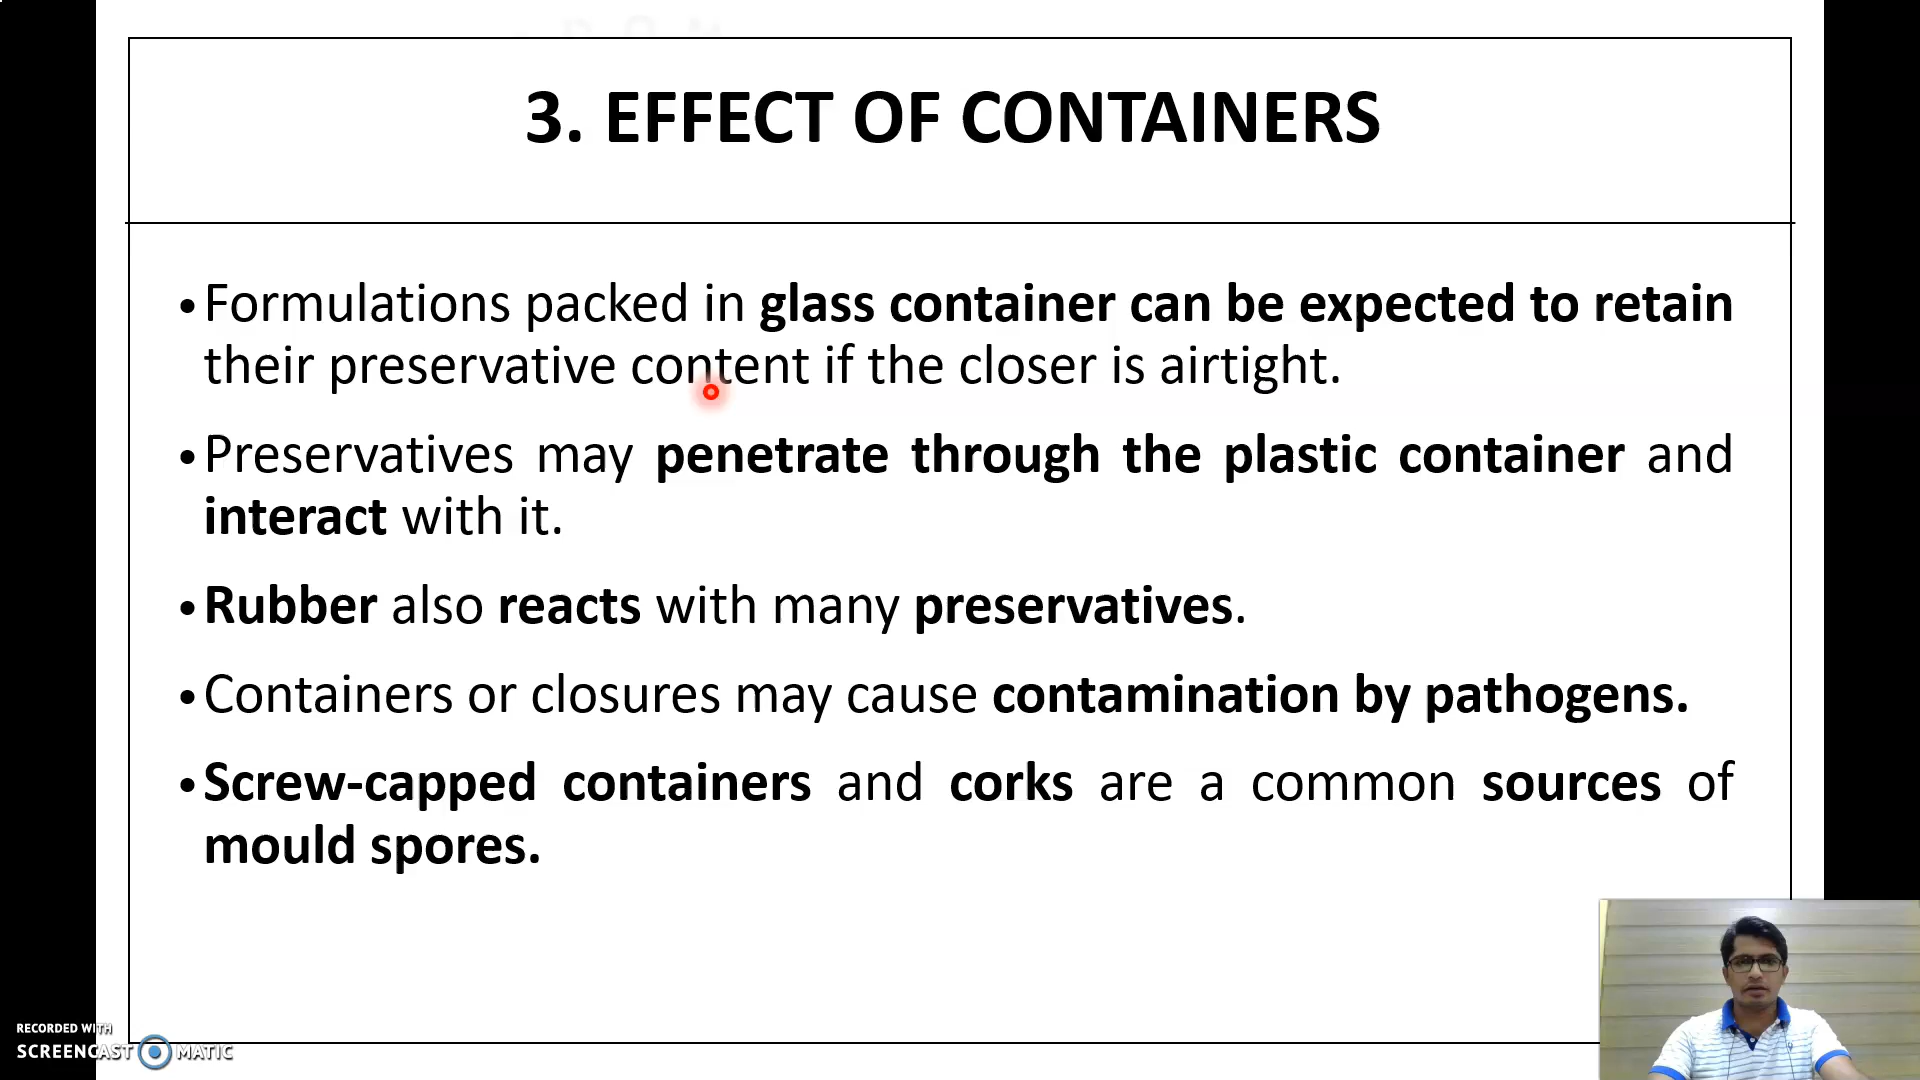 3. EFFECT OF CONTAINERS
•Formulations packed in glass container can be expected to retain
their preservative content if the closer is airtight.
•Preservatives may penetrate through the plastic container and
interact with it.
•Rubber also reacts with many preservatives.
•Containers or closures may cause contamination by pathogens.
•Screw-capped containers and corks are a common sources of
mould spores.
RECORDED WITH
SCREENCAST MATIC